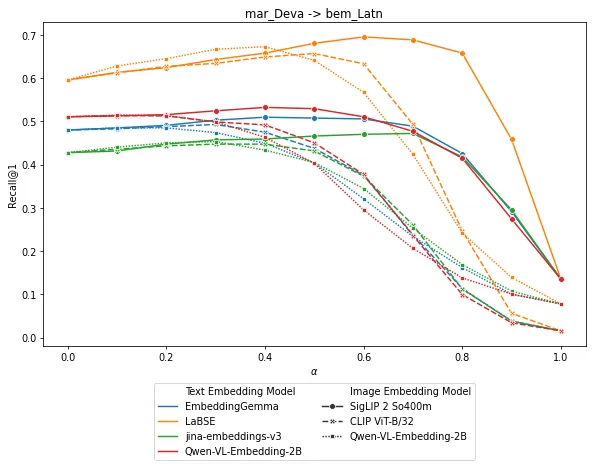 mar_Deva -> bem_Latn
Recall@1
0.7
0.6
0.5
0.4
0.3
0.2
0.1
0.0
0.0 0.2 0.4 0.6 0.8 1.0
α
Text Embedding Model Image Embedding Model
EmbeddingGemma SigLIP 2 So400m
LaBSE CLIP ViT-B/32
jina-embeddings-v3 Qwen-VL-Embedding-2B
Qwen-VL-Embedding-2B